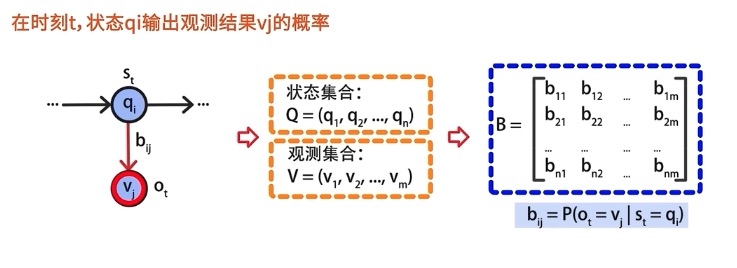 在时刻t，状态qi输出观测结果vj的概率
s_t
... q_i ...
b_ij
v_j o_t
状态集合：
Q = (q_1, q_2, ..., q_n)
观测集合：
V = (v_1, v_2, ..., v_m)
B =
b_11 b_12 ... b_1m
b_21 b_22 ... b_2m
... ... ... ...
b_n1 b_n2 ... b_nm
b_ij = P(o_t = v_j | s_t = q_i)